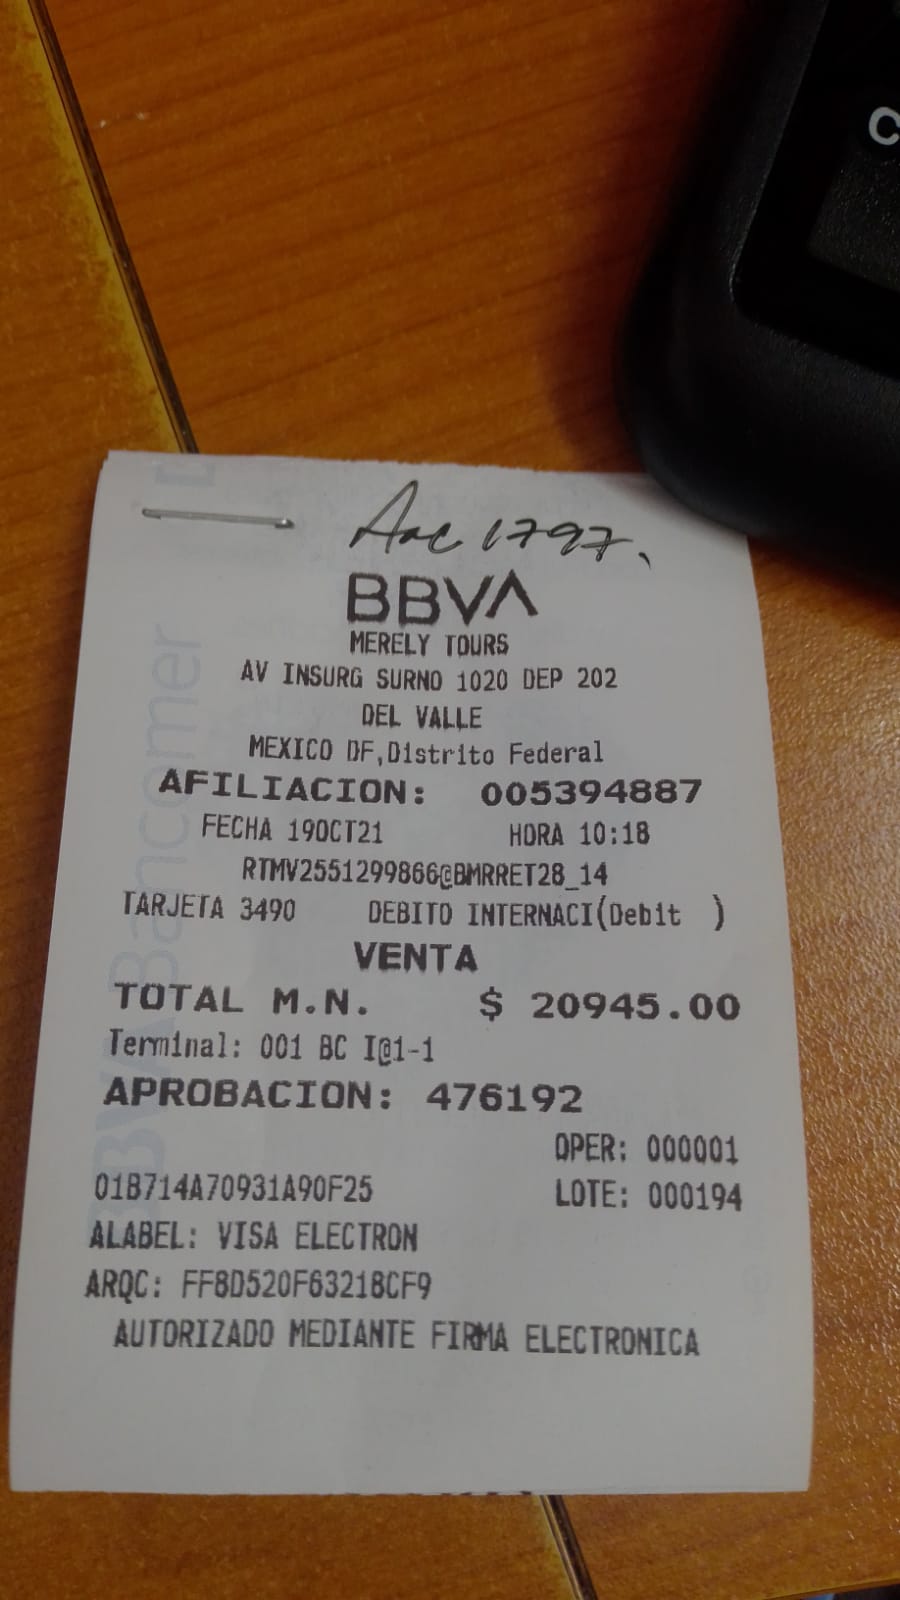 BBVA
MERELY TOURS
AV INSURG SURNO 1020 DEP 202
DEL VALLE
MEXICO DF,Distrito Federal
AFILIACION: 005394887
FECHA 19OCT21 HORA 10:18
RTMV2551299866@BMRRET28_14
TARJETA 3490 DEBITO INTERNACI(Debit )
VENTA
TOTAL M.N. $ 20945.00
Terminal: 001 BC I@1-1
APROBACION: 476192
OPER: 000001
01B714A70931A90F25 LOTE: 000194
ALABEL: VISA ELECTRON
ARQC: FF8D520F63218CF9
AUTORIZADO MEDIANTE FIRMA ELECTRONICA
BBVA Bancomer
1797.
C